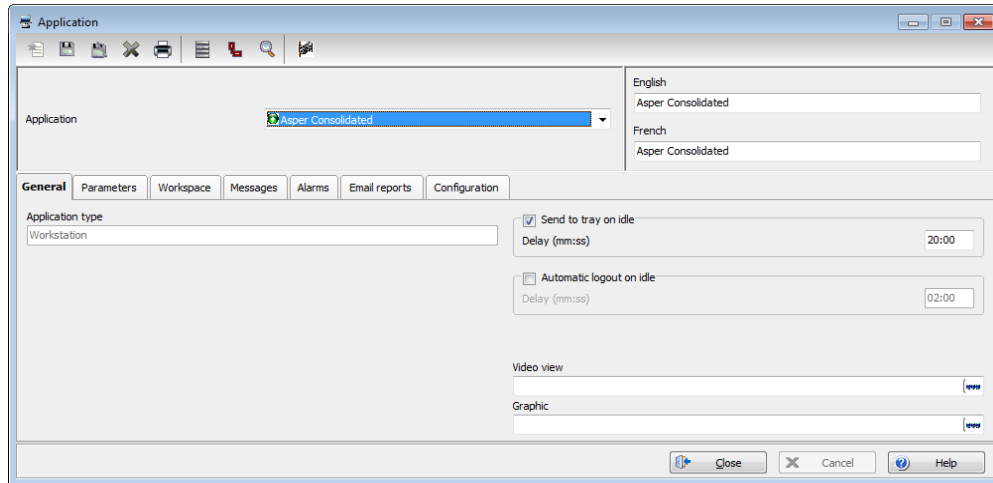 Application
English
Asper Consolidated
Application
Asper Consolidated
French
Asper Consolidated
General Parameters Workspace Messages Alarms Email reports Configuration
Application type
Workstation
Send to tray on idle
Delay (mm:ss) 20:00
Automatic logout on idle
Delay (mm:ss) 02:00
Video view
Graphic
Close Cancel Help